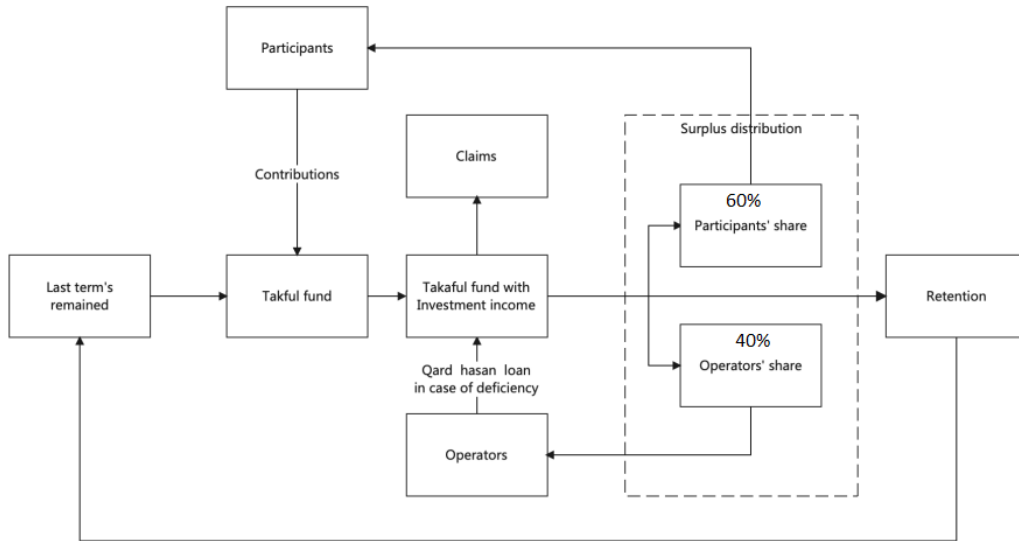 Participants
Surplus distribution
Claims
Contributions
60%
Participants' share
Last term's
remained
Takful fund
Takaful fund with
Investment income
Retention
40%
Operators' share
Qard hasan loan
in case of deficiency
Operators